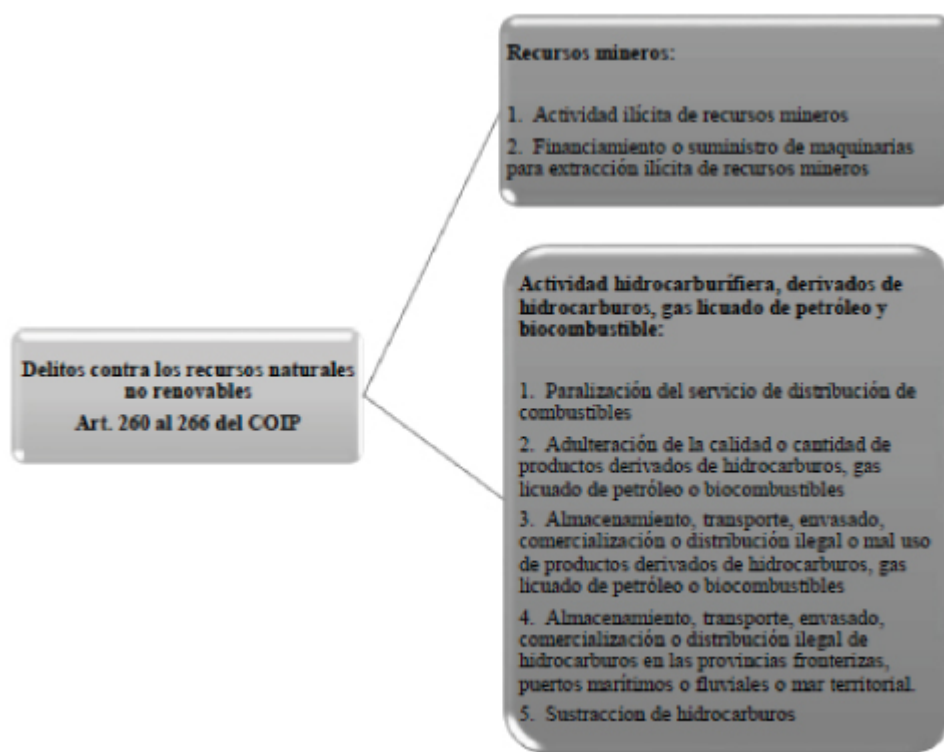 Delitos contra los recursos naturales
no renovables
Art. 260 al 266 del COIP
Recursos mineros:
1. Actividad ilícita de recursos mineros
2. Financiamiento o suministro de maquinarias
para extracción ilícita de recursos mineros
Actividad hidrocarburífiera, derivados de
hidrocarburos, gas licuado de petróleo y
biocombustible:
1. Paralización del servicio de distribución de
combustibles
2. Adulteración de la calidad o cantidad de
productos derivados de hidrocarburos, gas
licuado de petróleo o biocombustibles
3. Almacenamiento, transporte, envasado,
comercialización o distribución ilegal o mal uso
de productos derivados de hidrocarburos, gas
licuado de petróleo o biocombustibles
4. Almacenamiento, transporte, envasado,
comercialización o distribución ilegal de
hidrocarburos en las provincias fronterizas,
puertos marítimos o fluviales o mar territorial.
5. Sustraccion de hidrocarburos